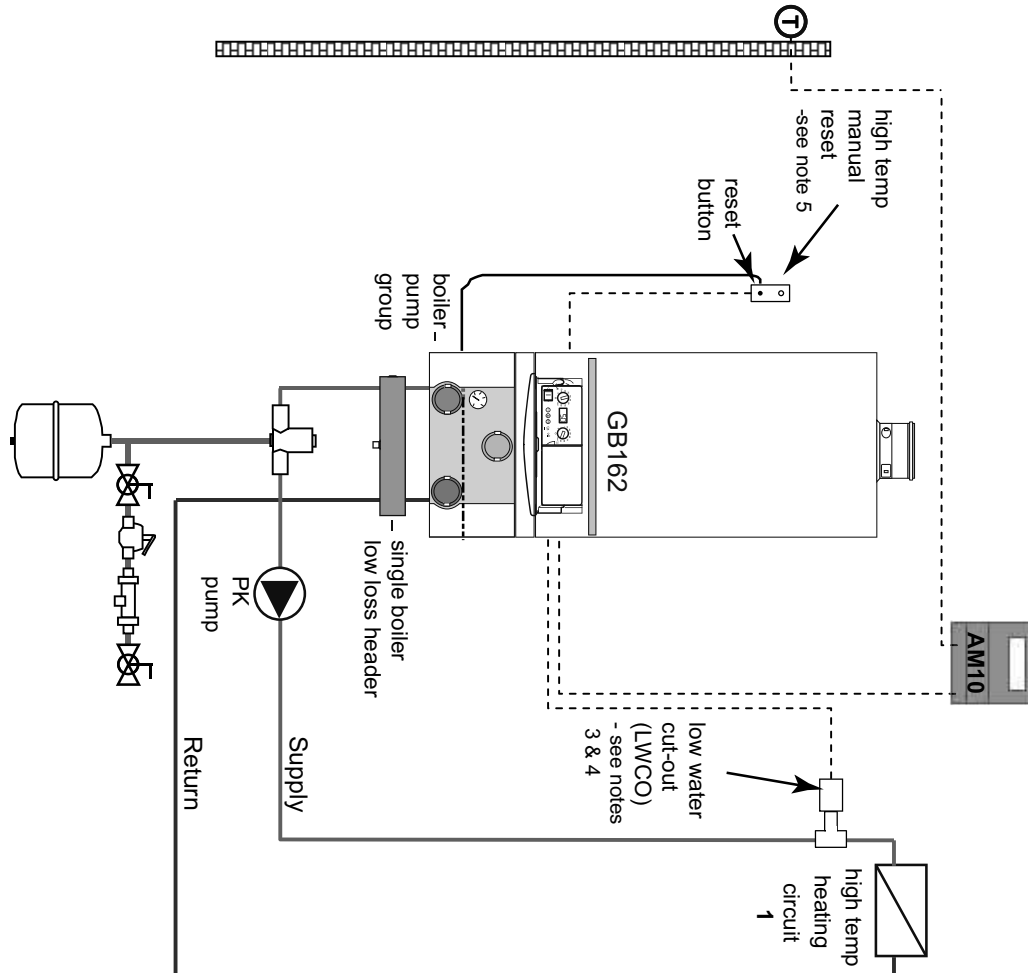 T
high temp
manual
reset
-see note 5
reset
button
boiler
pump
group
GB162
single boiler
low loss header
PK
pump
AM10
low water
cut-out
(LWCO)
- see notes
3 & 4
Supply
Return
high temp
heating
circuit
1